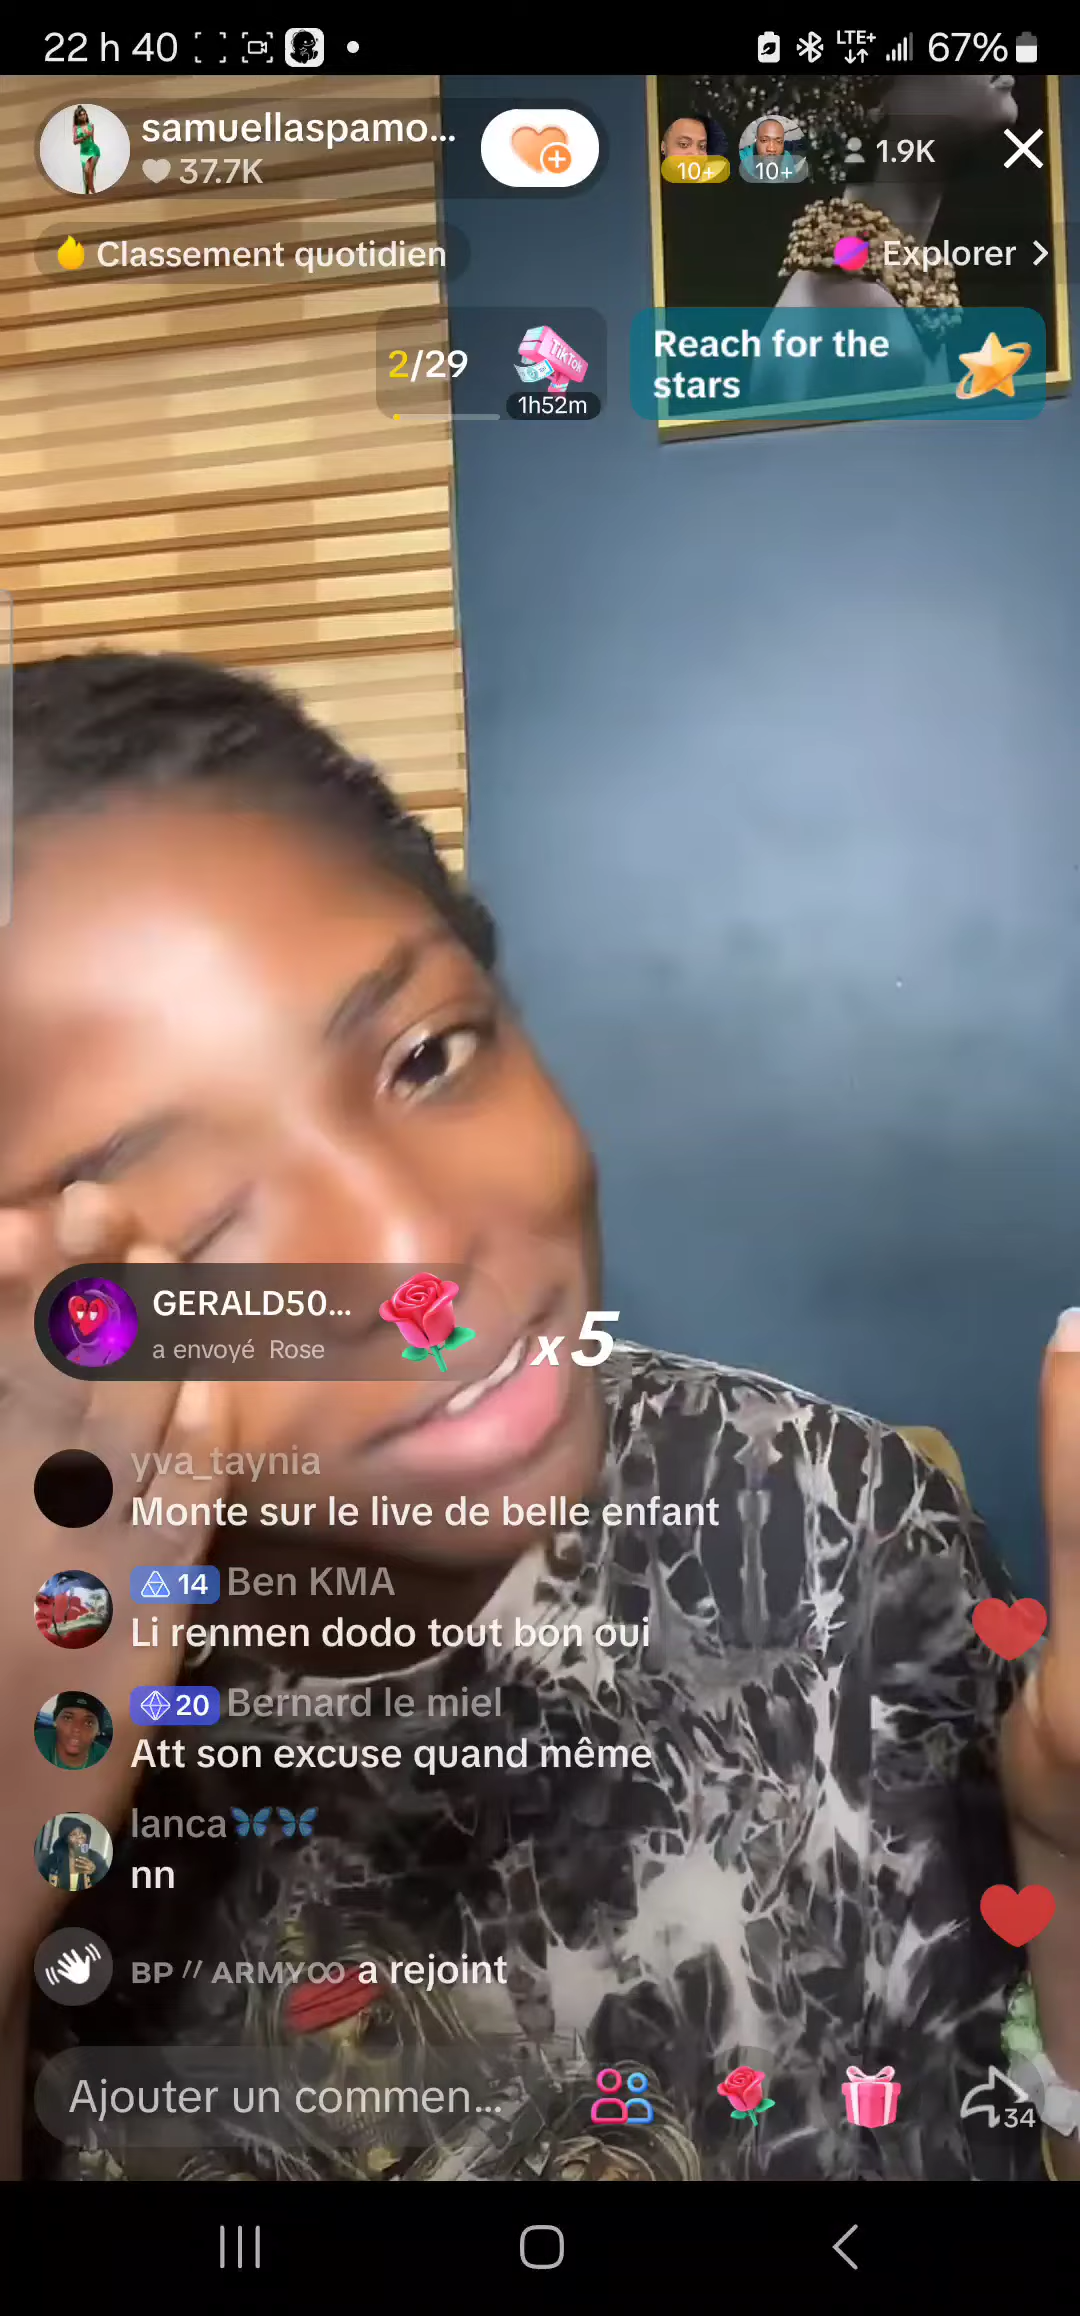 22 h 40
LTE+
67%
samuellaspamo...
37.7K
10+
10+
1.9K
Classement quotidien
Explorer
2/29
TikTok
1h52m
Reach for the
stars
GERALD50...
a envoyé Rose
x5
yva_taynia
Monte sur le live de belle enfant
14 Ben KMA
Li renmen dodo tout bon oui
20 Bernard le miel
Att son excuse quand même
lanca
nn
BP〃ARMY∞ a rejoint
Ajouter un commen...
34